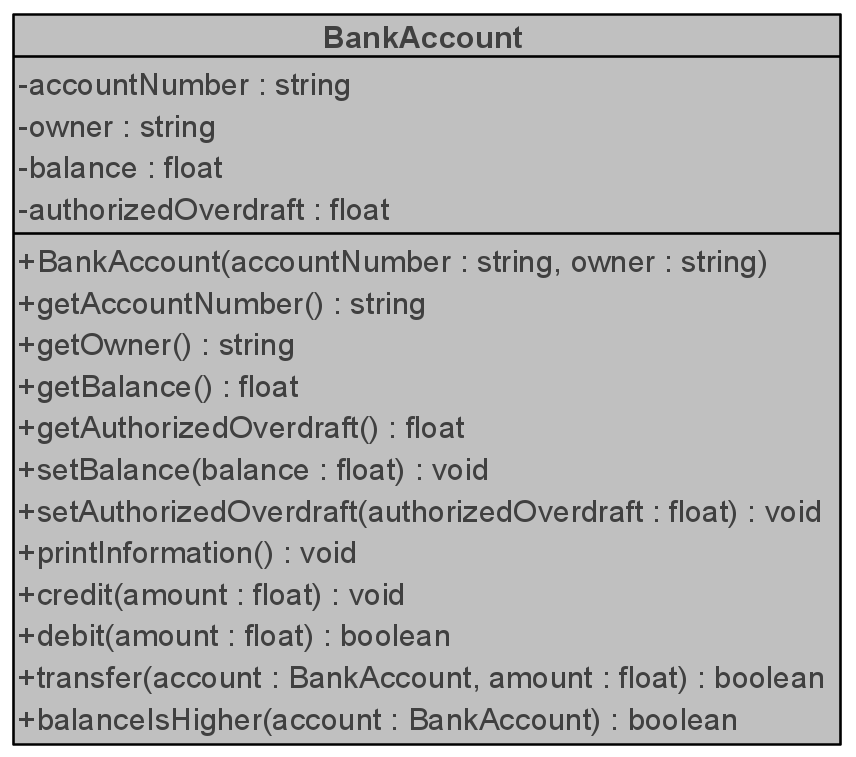 BankAccount
-accountNumber : string
-owner : string
-balance : float
-authorizedOverdraft : float
+BankAccount(accountNumber : string, owner : string)
+getAccountNumber() : string
+getOwner() : string
+getBalance() : float
+getAuthorizedOverdraft() : float
+setBalance(balance : float) : void
+setAuthorizedOverdraft(authorizedOverdraft : float) : void
+printInformation() : void
+credit(amount : float) : void
+debit(amount : float) : boolean
+transfer(account : BankAccount, amount : float) : boolean
+balanceIsHigher(account : BankAccount) : boolean